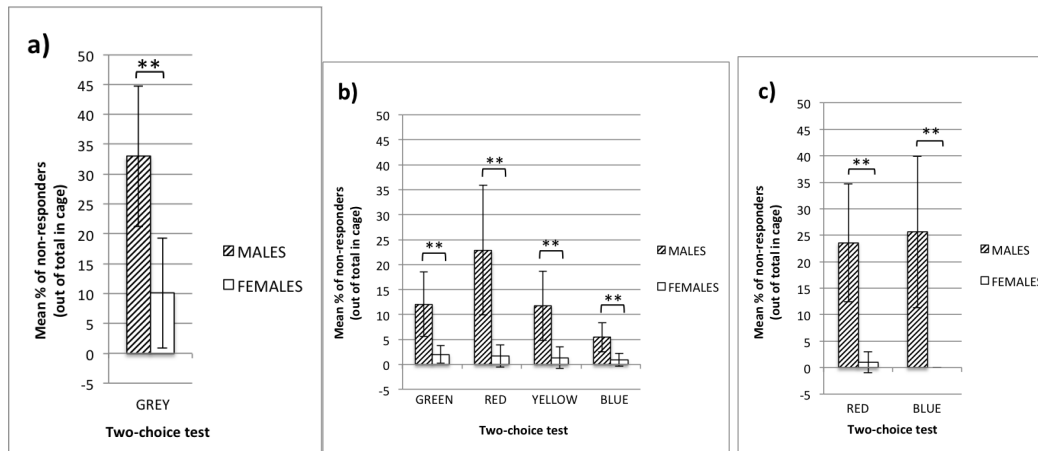 a)
50
45
40
35
30
25
20
15
10
5
0
-5
**
Mean % of non-responders
(out of total in cage)
GREY
Two-choice test
MALES
FEMALES
b)
50
45
40
35
30
25
20
15
10
5
0
-5
**
**
**
**
Mean % of non-responders
(out of total in cage)
GREEN RED YELLOW BLUE
Two-choice test
MALES
FEMALES
c)
50
45
40
35
30
25
20
15
10
5
0
-5
**
**
Mean % of non-responders
(out of total in cage)
RED BLUE
Two-choice test
MALES
FEMALES